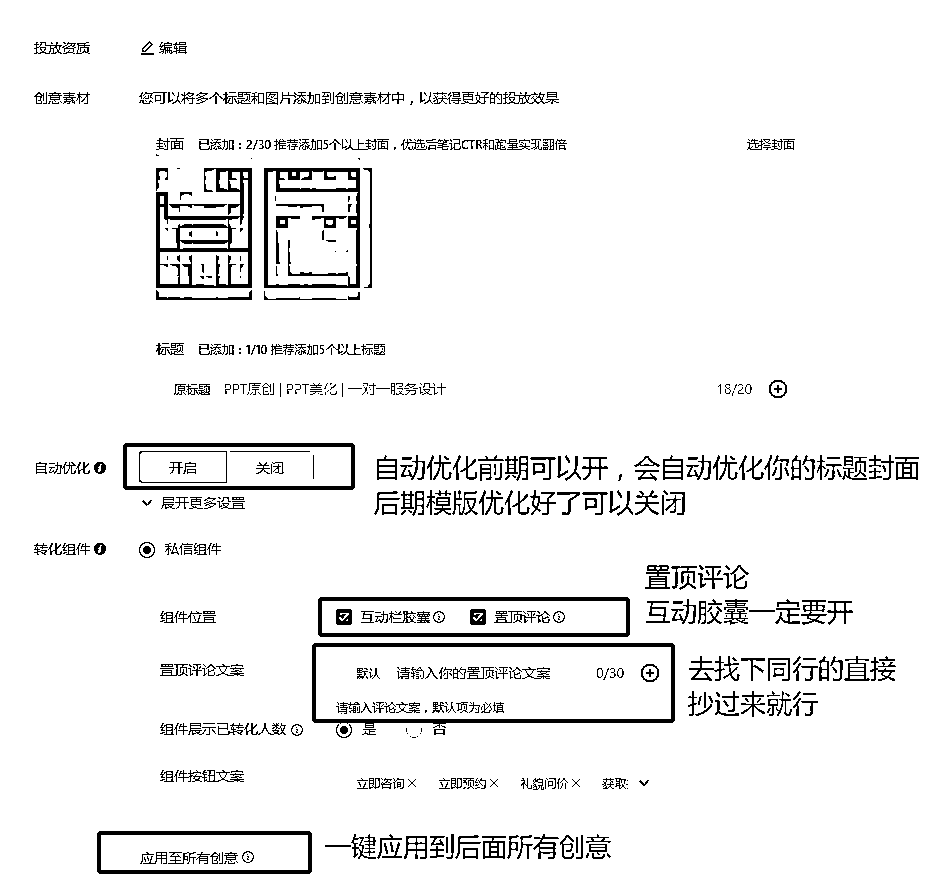 投放资质 编辑
创意素材 您可以将多个标题和图片添加到创意素材中，以获得更好的投放效果
封面 已添加：2/30 推荐添加5个以上封面，优选后笔记CTR和跑量实现翻倍 选择封面
标题 已添加：1/10 推荐添加5个以上标题
原标题 PPT原创 | PPT美化 | 一对一服务设计 18/20
自动优化 开启 关闭
自动优化前期可以开，会自动优化你的标题封面
后期模版优化好了可以关闭
展开更多设置
转化组件 私信组件
置顶评论
互动胶囊一定要开
组件位置 互动栏胶囊 置顶评论
置顶评论文案 默认 请输入你的置顶评论文案 0/30
去找下同行的直接
抄过来就行
请输入评论文案，默认项为必填
组件展示已转化人数 是 否
组件按钮文案 立即咨询× 立即预约× 礼貌问价× 获取
应用至所有创意 一键应用到后面所有创意